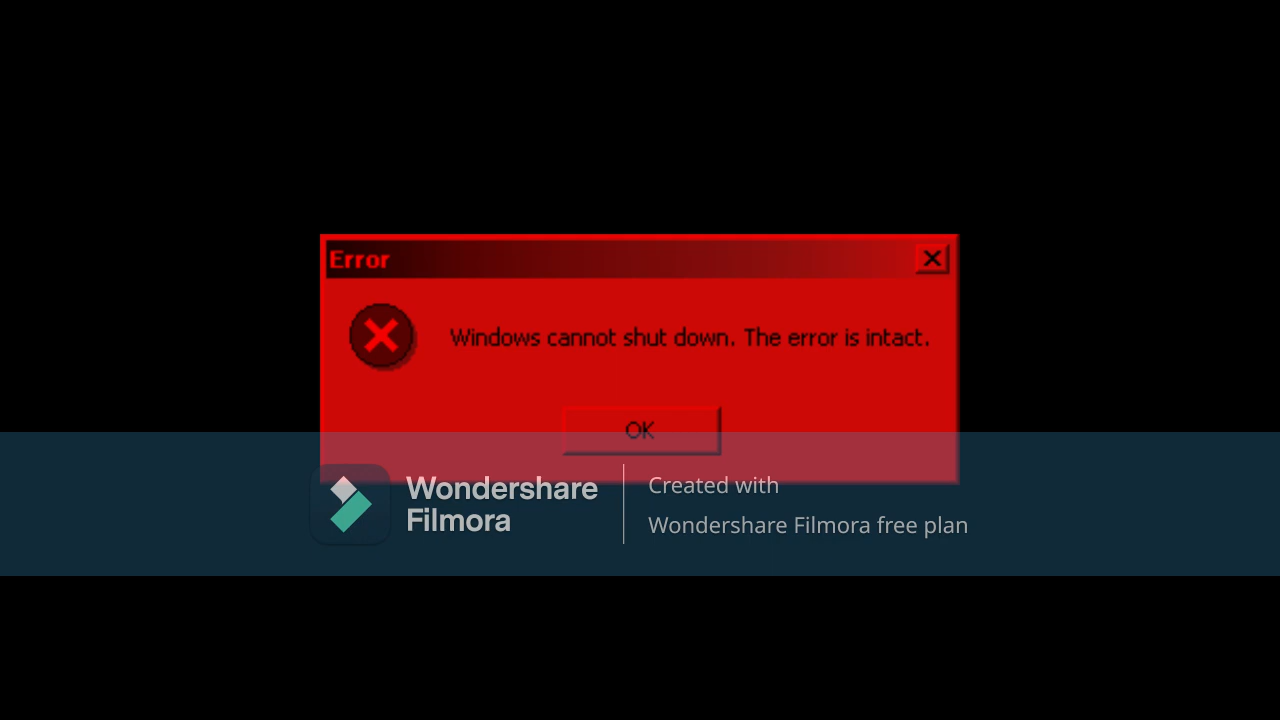 Error
Windows cannot shut down. The error is intact.
OK
Wondershare
Filmora
Created with
Wondershare Filmora free plan